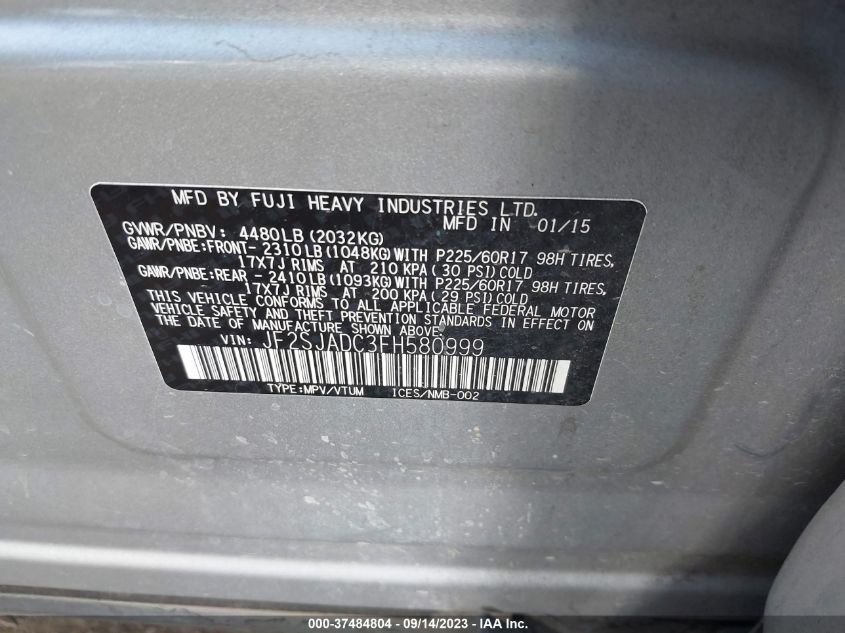 MFD BY FUJI HEAVY INDUSTRIES LTD.
GVWR/PNBV: 4480LB(2032KG) MFD IN 01/15
GAWR/PNBE:FRONT-2310LB(1048KG)WITH P225/60R17 98H TIRES,
17X7J RIMS AT 210 KPA(30 PSI)COLD
GAWR/PNBE:REAR -2410LB(1093KG)WITH P225/60R17 98H TIRES,
17X7J RIMS AT 200 KPA(29 PSI)COLD
THIS VEHICLE CONFORMS TO ALL APPLICABLE FEDERAL MOTOR
VEHICLE SAFETY AND THEFT PREVENTION STANDARDS IN EFFECT ON
THE DATE OF MANUFACTURE SHOWN ABOVE.
VIN: JF2SJADC3FH580999
TYPE:MPV/VTUM ICES/NMB-002
000-37484804 - 09/14/2023 - IAA Inc.